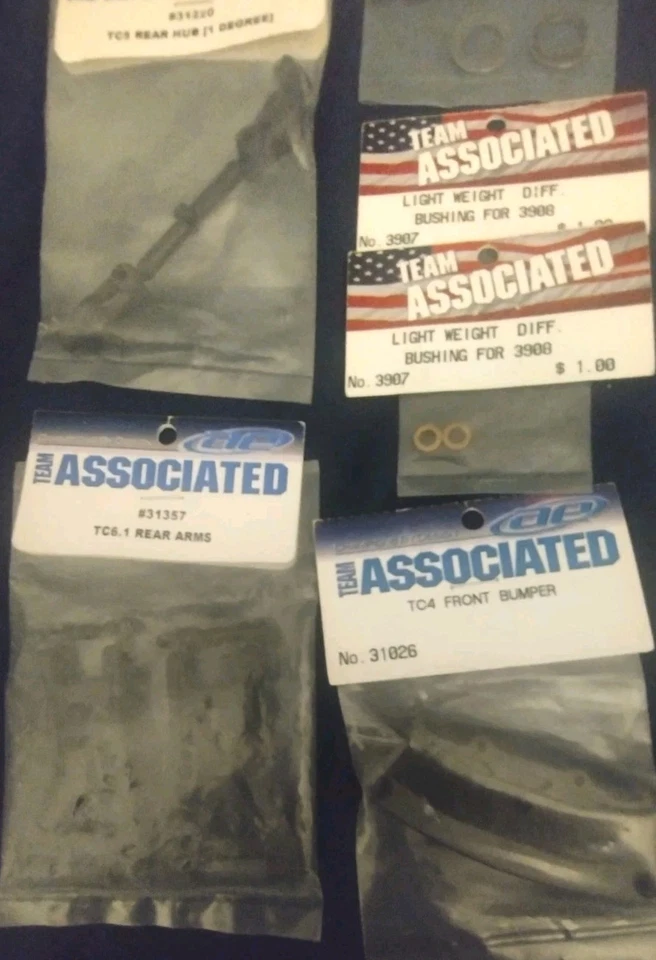 TC5 REAR HUB [1 DEGREE]
TEAM
ASSOCIATED
LIGHT WEIGHT DIFF.
BUSHING FOR 3908
No. 3907
TEAM
ASSOCIATED
LIGHT WEIGHT DIFF.
BUSHING FOR 3908
No. 3907
$ 1.00
ae
TEAM
ASSOCIATED
#31357
TC6.1 REAR ARMS
ae
TEAM
ASSOCIATED
TC4 FRONT BUMPER
No. 31026